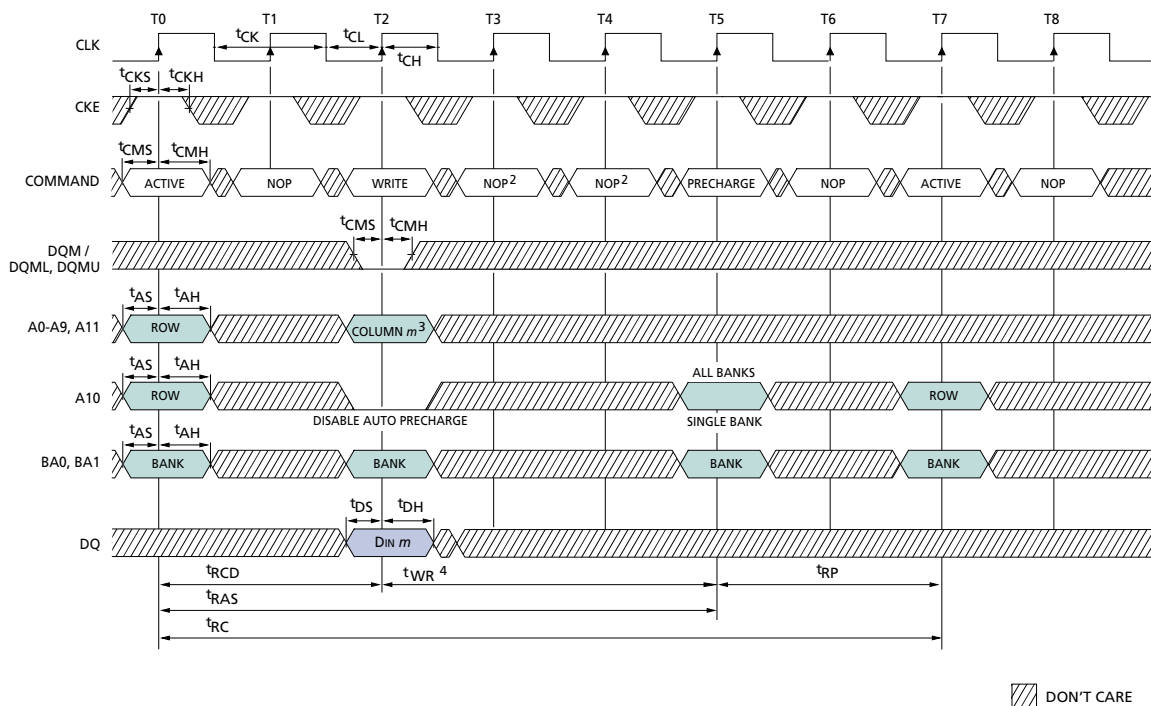 T0 T1 T2 T3 T4 T5 T6 T7 T8
CLK
tCK tCL
tCH
tCKS tCKH
CKE
tCMS tCMH
COMMAND ACTIVE NOP WRITE NOP2 NOP2 PRECHARGE NOP ACTIVE NOP
tCMS tCMH
DQM /
DQML, DQMU
tAS tAH
A0-A9, A11 ROW COLUMN m3
tAS tAH
ALL BANKS
A10 ROW ROW
DISABLE AUTO PRECHARGE SINGLE BANK
tAS tAH
BA0, BA1 BANK BANK BANK BANK
tDS tDH
DQ DIN m
tRCD tWR 4 tRP
tRAS
tRC
DON'T CARE